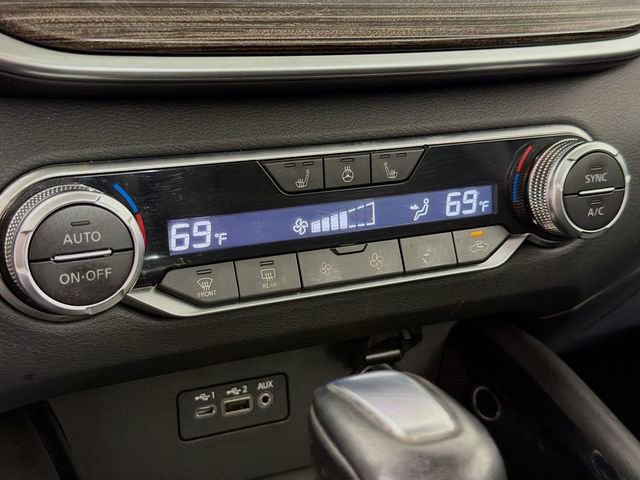 AUTO
ON·OFF
69°F
69°F
SYNC
A/C
FRONT
REAR
1
2
AUX